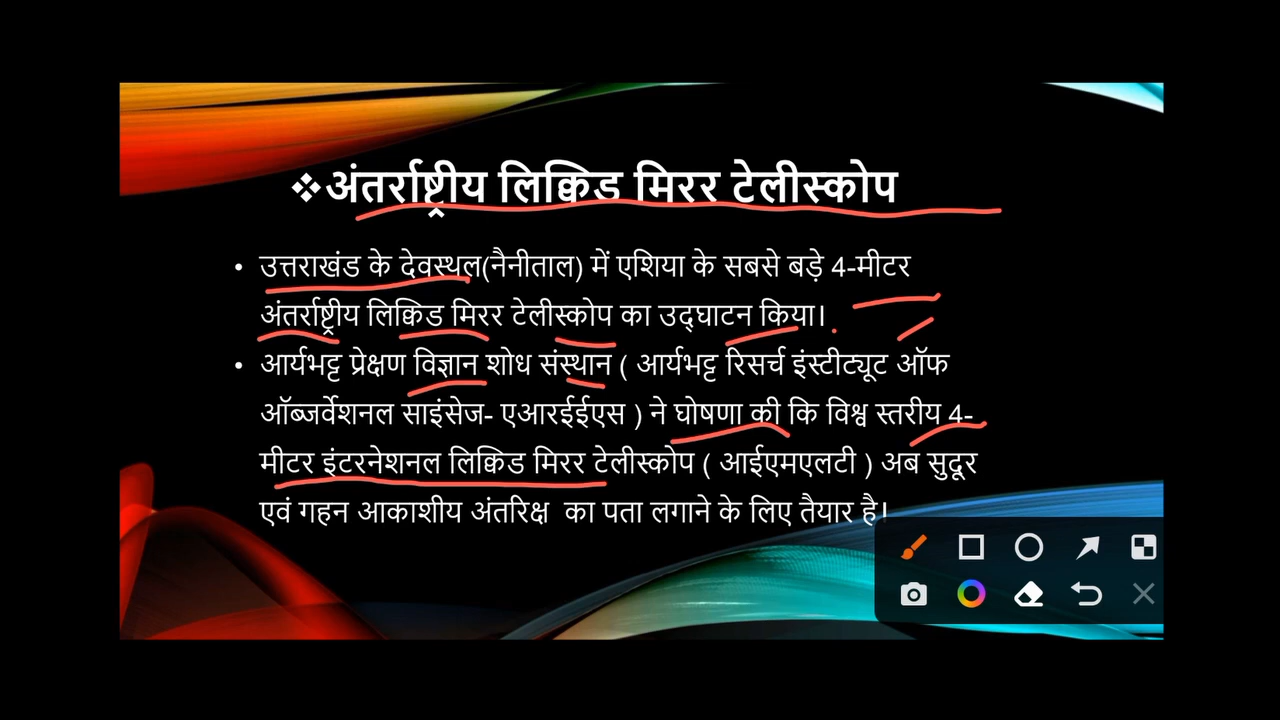 ❖अंतर्राष्ट्रीय लिक्विड मिरर टेलीस्कोप
• उत्तराखंड के देवस्थल(नैनीताल) में एशिया के सबसे बड़े 4-मीटर
अंतर्राष्ट्रीय लिक्विड मिरर टेलीस्कोप का उद्घाटन किया।
• आर्यभट्ट प्रेक्षण विज्ञान शोध संस्थान ( आर्यभट्ट रिसर्च इंस्टीट्यूट ऑफ
ऑब्जर्वेशनल साइंसेज- एआरईईएस ) ने घोषणा की कि विश्व स्तरीय 4-
मीटर इंटरनेशनल लिक्विड मिरर टेलीस्कोप ( आईएमएलटी ) अब सुदूर
एवं गहन आकाशीय अंतरिक्ष का पता लगाने के लिए तैयार है।